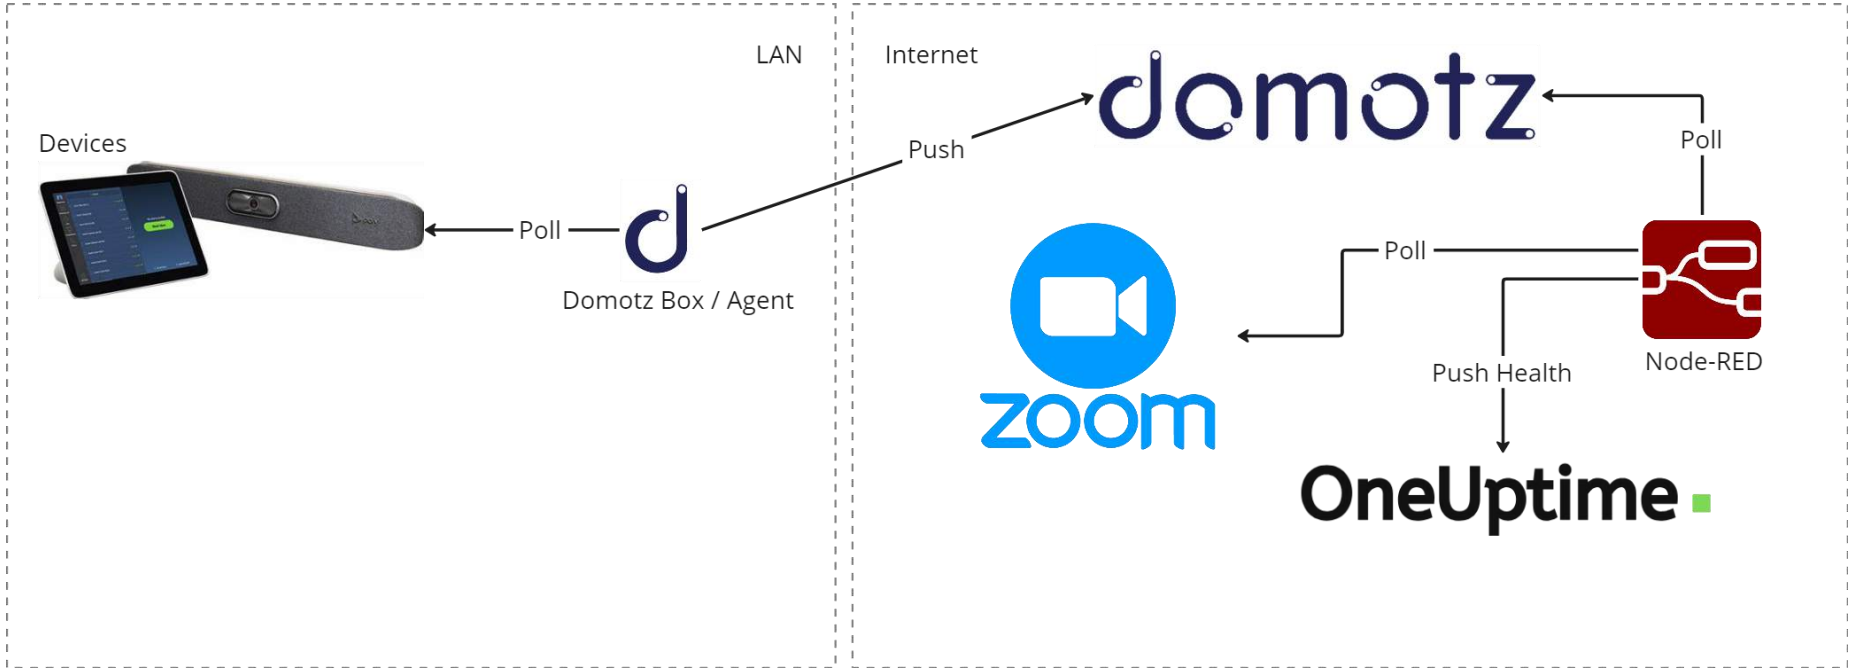 LAN
Internet
domotz
Devices
Push
Poll
Poll
Poll
Domotz Box / Agent
zoom
Push Health
Node-RED
OneUptime